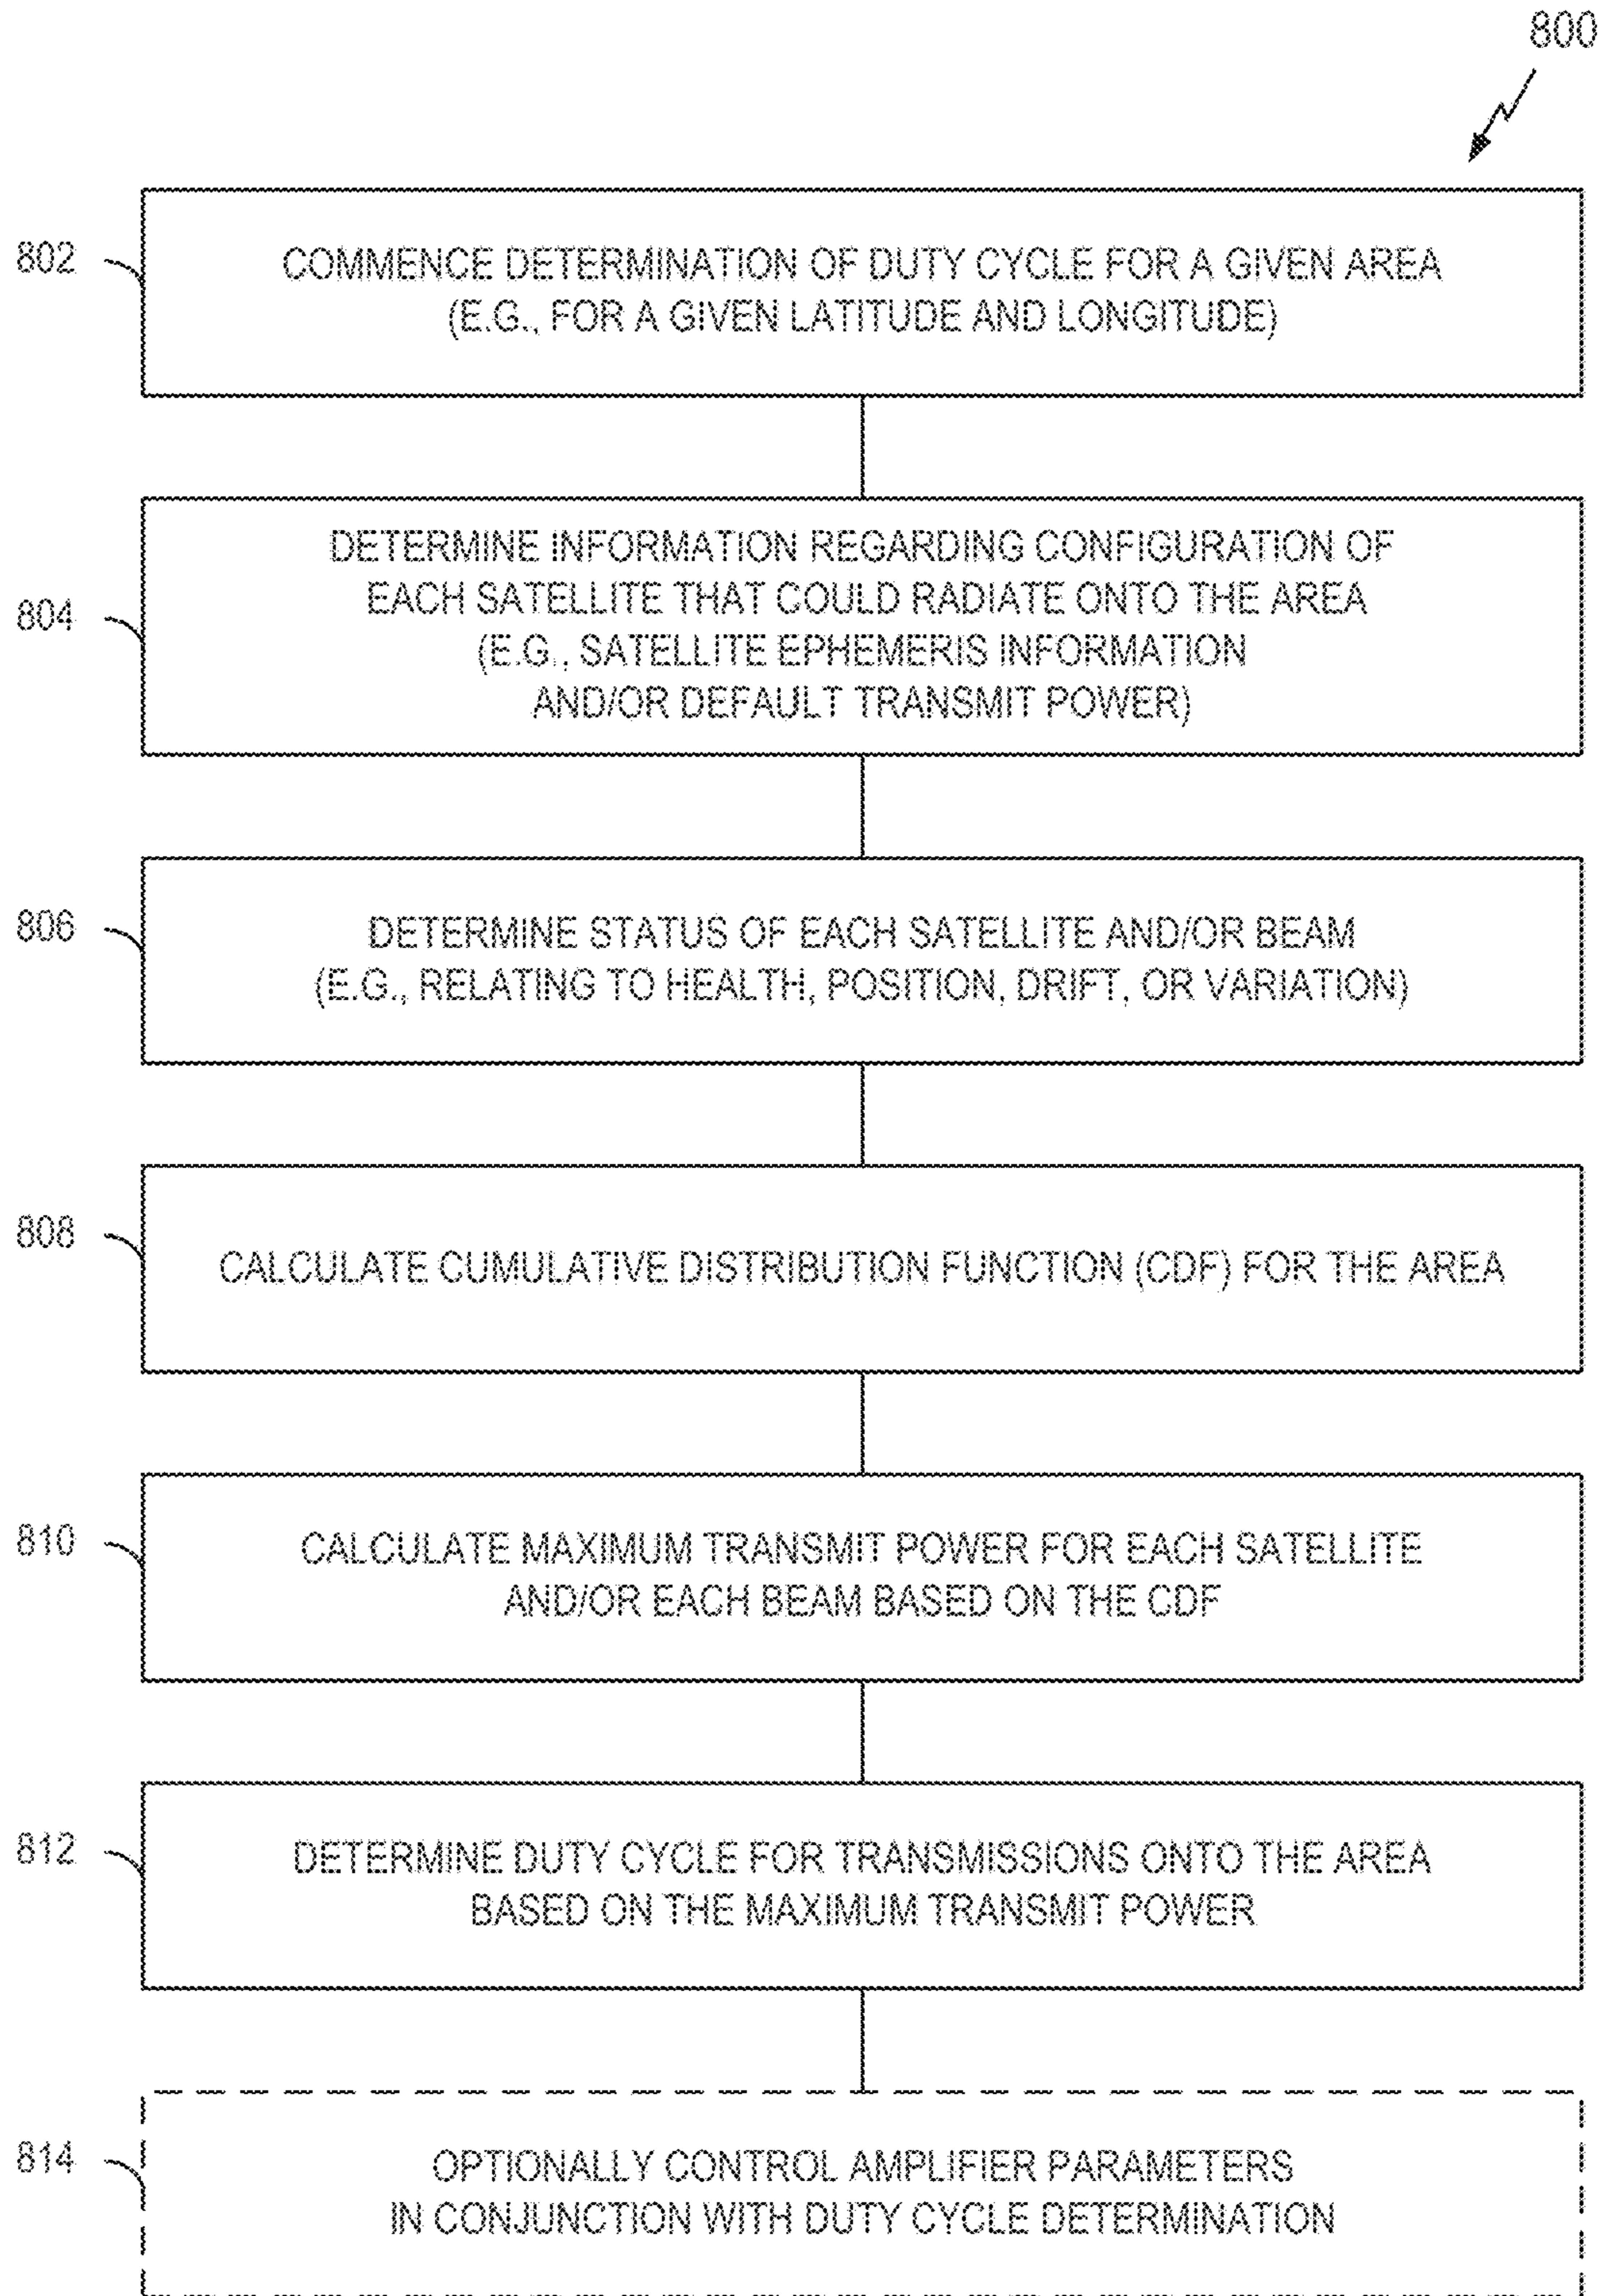 800
802
COMMENCE DETERMINATION OF DUTY CYCLE FOR A GIVEN AREA
(E.G., FOR A GIVEN LATITUDE AND LONGITUDE)
804
DETERMINE INFORMATION REGARDING CONFIGURATION OF
EACH SATELLITE THAT COULD RADIATE ONTO THE AREA
(E.G., SATELLITE EPHEMERIS INFORMATION
AND/OR DEFAULT TRANSMIT POWER)
806
DETERMINE STATUS OF EACH SATELLITE AND/OR BEAM
(E.G., RELATING TO HEALTH, POSITION, DRIFT, OR VARIATION)
808
CALCULATE CUMULATIVE DISTRIBUTION FUNCTION (CDF) FOR THE AREA
810
CALCULATE MAXIMUM TRANSMIT POWER FOR EACH SATELLITE
AND/OR EACH BEAM BASED ON THE CDF
812
DETERMINE DUTY CYCLE FOR TRANSMISSIONS ONTO THE AREA
BASED ON THE MAXIMUM TRANSMIT POWER
814
OPTIONALLY CONTROL AMPLIFIER PARAMETERS
IN CONJUNCTION WITH DUTY CYCLE DETERMINATION